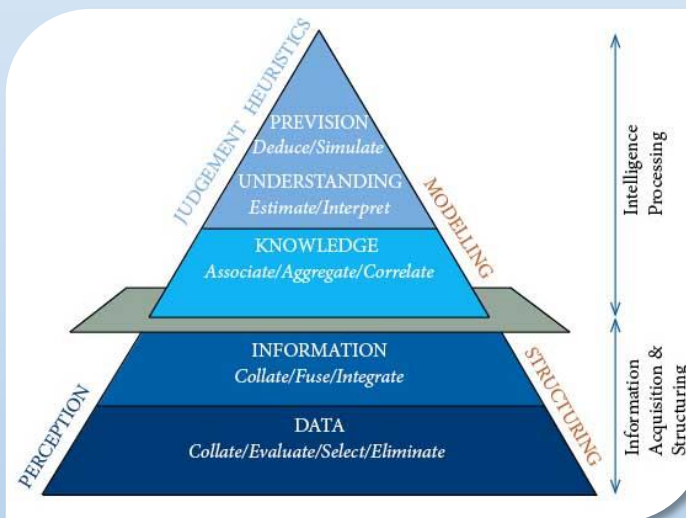 JUDGEMENT HEURISTICS
PREVISION
Deduce/Simulate
UNDERSTANDING
Estimate/Interpret
MODELLING
KNOWLEDGE
Associate/Aggregate/Correlate
Intelligence
Processing
INFORMATION
Collate/Fuse/Integrate
PERCEPTION
DATA
Collate/Evaluate/Select/Eliminate
STRUCTURING
Information
Acquisition &
Structuring